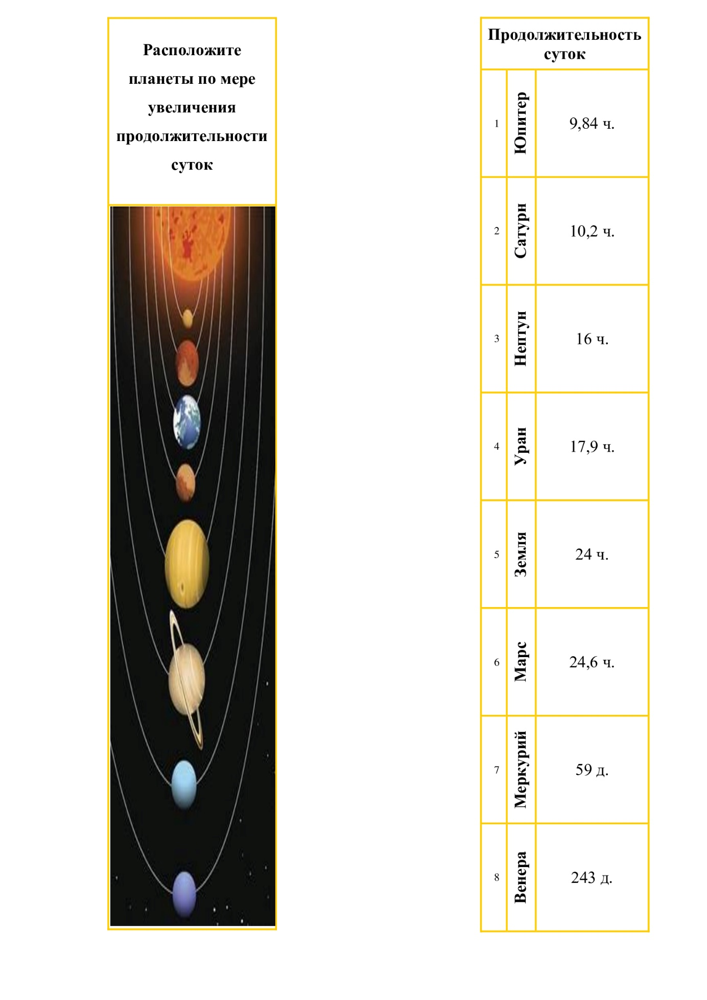 Расположите
планеты по мере
увеличения
продолжительности
суток
Продолжительность
суток
1 Юпитер 9,84 ч.
2 Сатурн 10,2 ч.
3 Нептун 16 ч.
4 Уран 17,9 ч.
5 Земля 24 ч.
6 Марс 24,6 ч.
7 Меркурий 59 д.
8 Венера 243 д.